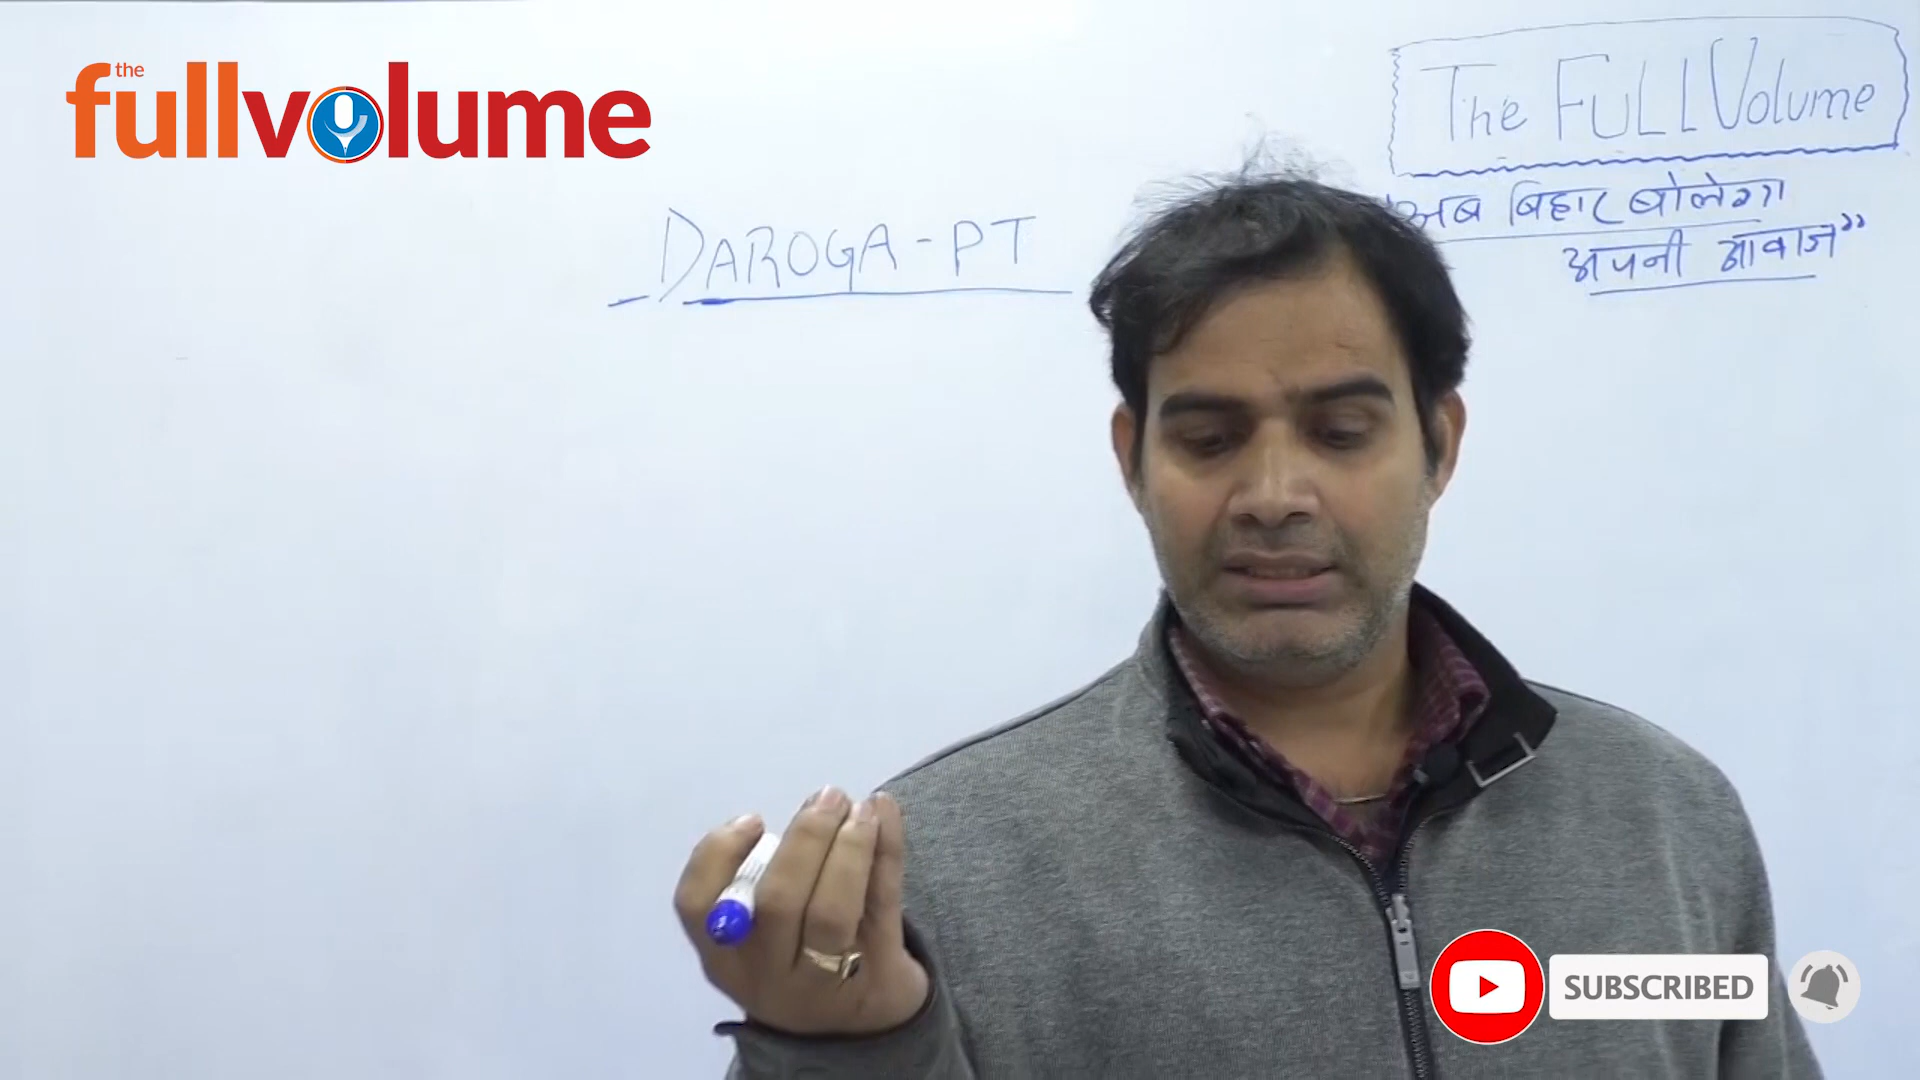 the
fullvolume
The FULL Volume
"अब बिहार बोलेगा
अपनी आवाज"
DAROGA-PT
SUBSCRIBED